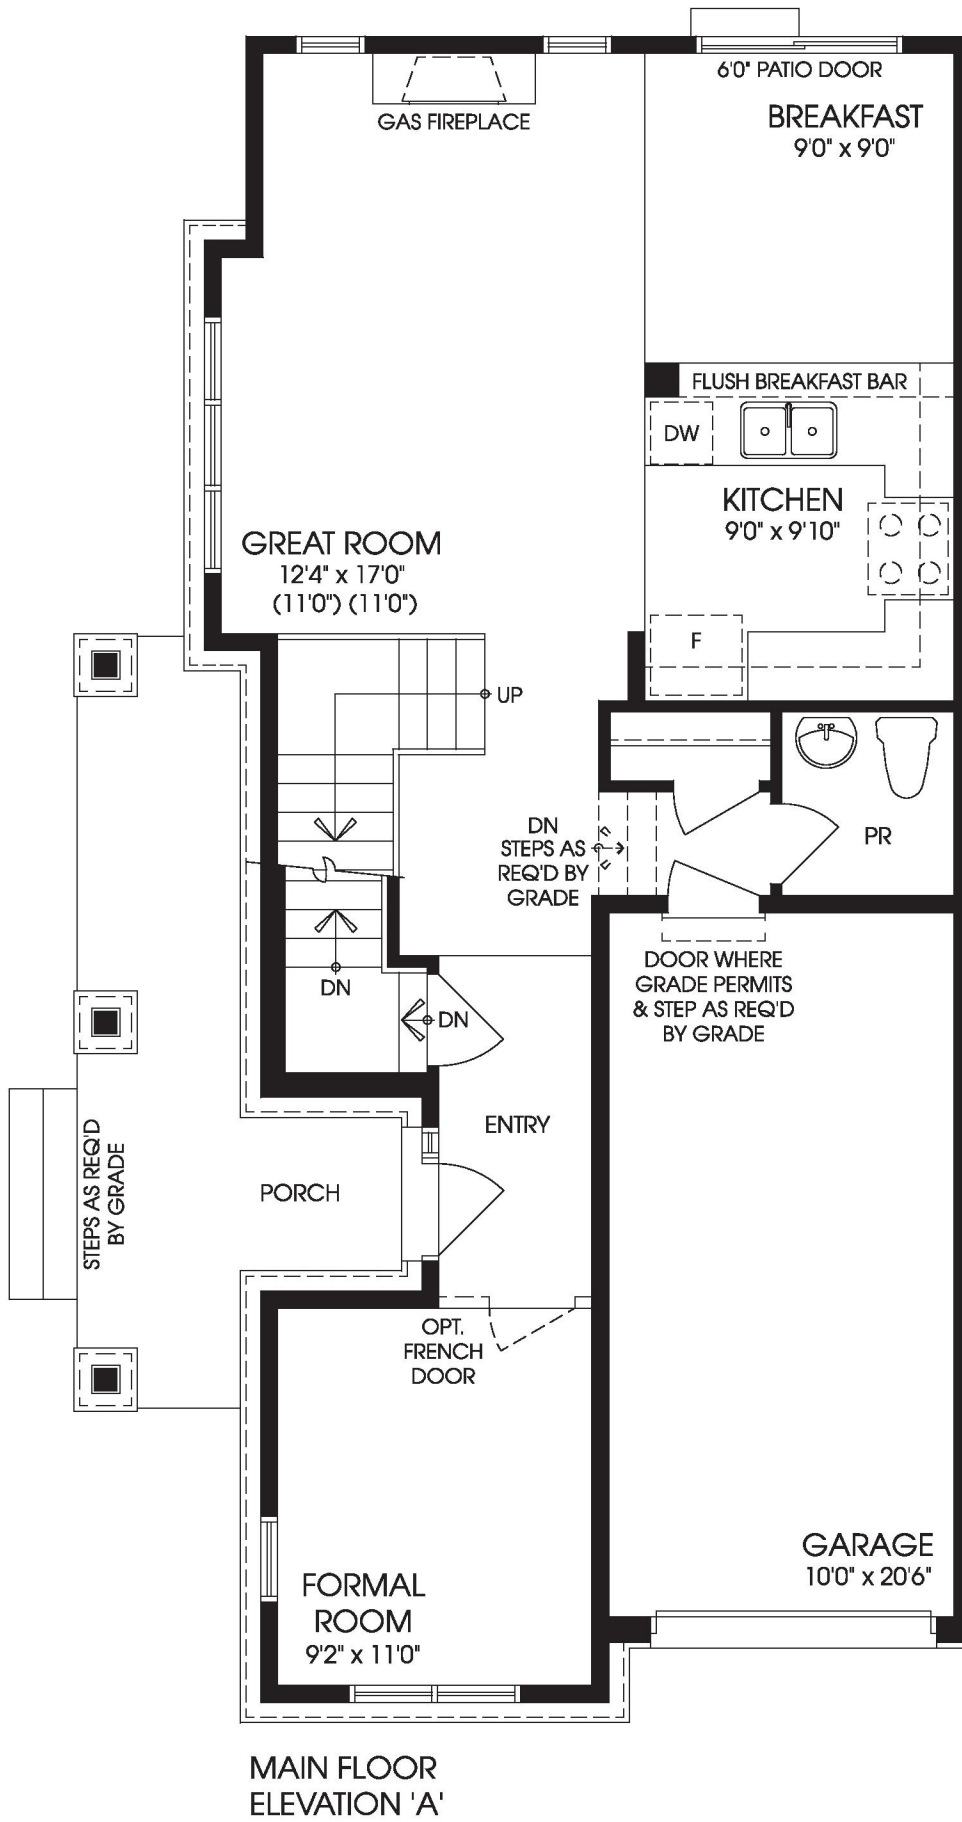 6'0" PATIO DOOR
GAS FIREPLACE
BREAKFAST
9'0" x 9'0"
FLUSH BREAKFAST BAR
DW
KITCHEN
9'0" x 9'10"
GREAT ROOM
12'4" x 17'0"
(11'0") (11'0")
F
UP
DN
STEPS AS
REQ'D BY
GRADE
PR
DN
DN
DOOR WHERE
GRADE PERMITS
& STEP AS REQ'D
BY GRADE
ENTRY
STEPS AS REQ'D
BY GRADE
PORCH
OPT.
FRENCH
DOOR
GARAGE
10'0" x 20'6"
FORMAL
ROOM
9'2" x 11'0"
MAIN FLOOR
ELEVATION 'A'